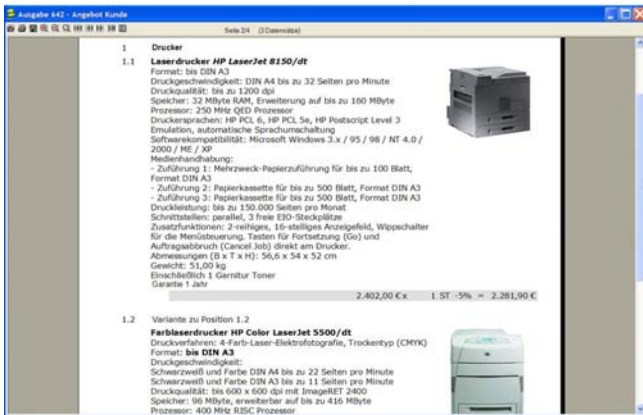 Ausgabe 642 - Angebot Kunde
Seite 2/4 (3 Datensätze)
1 Drucker
1.1 Laserdrucker HP LaserJet 8150/dt
Format: bis DIN A3
Druckgeschwindigkeit: DIN A4 bis zu 32 Seiten pro Minute
Druckqualität: bis zu 1200 dpi
Speicher: 32 MByte RAM, Erweiterung auf bis zu 160 MByte
Prozessor: 250 MHz QED Prozessor
Druckersprachen: HP PCL 6, HP PCL 5e, HP Postscript Level 3
Emulation, automatische Sprachumschaltung
Softwarekompatibilität: Microsoft Windows 3.x / 95 / 98 / NT 4.0 /
2000 / ME / XP
Medienhandhabung:
- Zuführung 1: Mehrzweck-Papierzuführung für bis zu 100 Blatt,
Format DIN A3
- Zuführung 2: Papierkassette für bis zu 500 Blatt, Format DIN A3
- Zuführung 3: Papierkassette für bis zu 500 Blatt, Format DIN A3
Druckleistung: bis zu 150.000 Seiten pro Monat
Schnittstellen: parallel, 3 freie EIO-Steckplätze
Zusatzfunktionen: 2-reihiges, 16-stelliges Anzeigefeld, Wippschalter
für die Menüsteuerung. Tasten für Fortsetzung (Go) und
Auftragsabbruch (Cancel Job) direkt am Drucker.
Abmessungen (B x T x H): 56,6 x 54 x 52 cm
Gewicht: 51,00 kg
Einschließlich 1 Garnitur Toner
Garantie 1 Jahr
2.402,00 € x 1 ST -5% = 2.281,90 €
1.2 Variante zu Position 1.2
Farblaserdrucker HP Color LaserJet 5500/dt
Druckverfahren: 4-Farb-Laser-Elektrofotografie, Trockentyp (CMYK)
Format: bis DIN A3
Druckgeschwindigkeit:
Schwarzweiß und Farbe DIN A4 bis zu 22 Seiten pro Minute
Schwarzweiß und Farbe DIN A3 bis zu 11 Seiten pro Minute
Druckqualität: bis 600 x 600 dpi mit ImageRET 2400
Speicher: 96 MByte, erweiterbar auf bis zu 416 MByte
Prozessor: 400 MHz RISC Prozessor